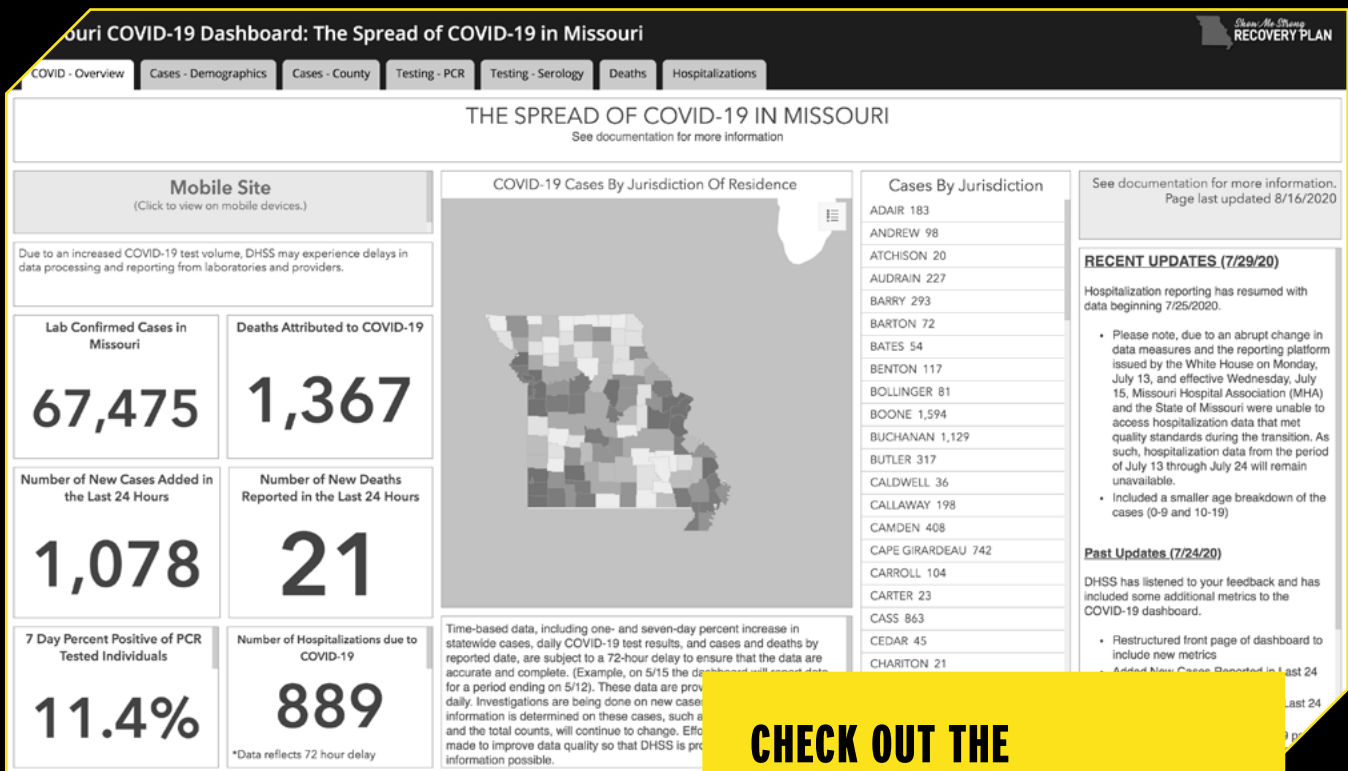 ouri COVID-19 Dashboard: The Spread of COVID-19 in Missouri
Show Me Strong
RECOVERY PLAN
COVID - Overview
Cases - Demographics
Cases - County
Testing - PCR
Testing - Serology
Deaths
Hospitalizations
THE SPREAD OF COVID-19 IN MISSOURI
See documentation for more information
Mobile Site
(Click to view on mobile devices.)
Due to an increased COVID-19 test volume, DHSS may experience delays in
data processing and reporting from laboratories and providers.
Lab Confirmed Cases in
Missouri
67,475
Deaths Attributed to COVID-19
1,367
Number of New Cases Added in
the Last 24 Hours
1,078
Number of New Deaths
Reported in the Last 24 Hours
21
7 Day Percent Positive of PCR
Tested Individuals
11.4%
Number of Hospitalizations due to
COVID-19
889
*Data reflects 72 hour delay
COVID-19 Cases By Jurisdiction Of Residence
Time-based data, including one- and seven-day percent increase in
statewide cases, daily COVID-19 test results, and cases and deaths by
reported date, are subject to a 72-hour delay to ensure that the data are
accurate and complete. (Example, on 5/15 the dashboard will report data
for a period ending on 5/12). These data are prov
daily. Investigations are being done on new cases
information is determined on these cases, such a
and the total counts, will continue to change. Effo
made to improve data quality so that DHSS is pro
information possible.
Cases By Jurisdiction
ADAIR 183
ANDREW 98
ATCHISON 20
AUDRAIN 227
BARRY 293
BARTON 72
BATES 54
BENTON 117
BOLLINGER 81
BOONE 1,594
BUCHANAN 1,129
BUTLER 317
CALDWELL 36
CALLAWAY 198
CAMDEN 408
CAPE GIRARDEAU 742
CARROLL 104
CARTER 23
CASS 863
CEDAR 45
CHARITON 21
See documentation for more information.
Page last updated 8/16/2020
RECENT UPDATES (7/29/20)
Hospitalization reporting has resumed with
data beginning 7/25/2020.
• Please note, due to an abrupt change in
data measures and the reporting platform
issued by the White House on Monday,
July 13, and effective Wednesday, July
15, Missouri Hospital Association (MHA)
and the State of Missouri were unable to
access hospitalization data that met
quality standards during the transition. As
such, hospitalization data from the period
of July 13 through July 24 will remain
unavailable.
• Included a smaller age breakdown of the
cases (0-9 and 10-19)
Past Updates (7/24/20)
DHSS has listened to your feedback and has
included some additional metrics to the
COVID-19 dashboard.
• Restructured front page of dashboard to
include new metrics
• Added New Cases Reported in Last 24
Last 24
CHECK OUT THE